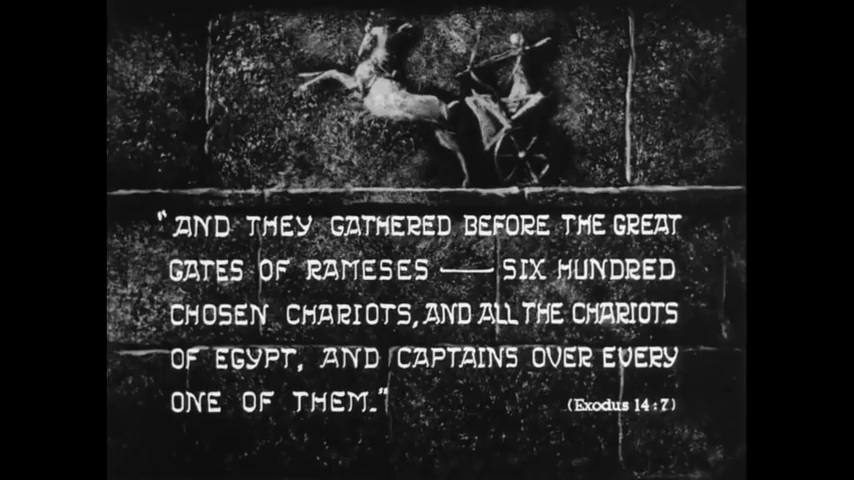 "AND THEY GATHERED BEFORE THE GREAT
GATES OF RAMESES — SIX HUNDRED
CHOSEN CHARIOTS, AND ALL THE CHARIOTS
OF EGYPT, AND CAPTAINS OVER EVERY
ONE OF THEM."
(Exodus 14:7)